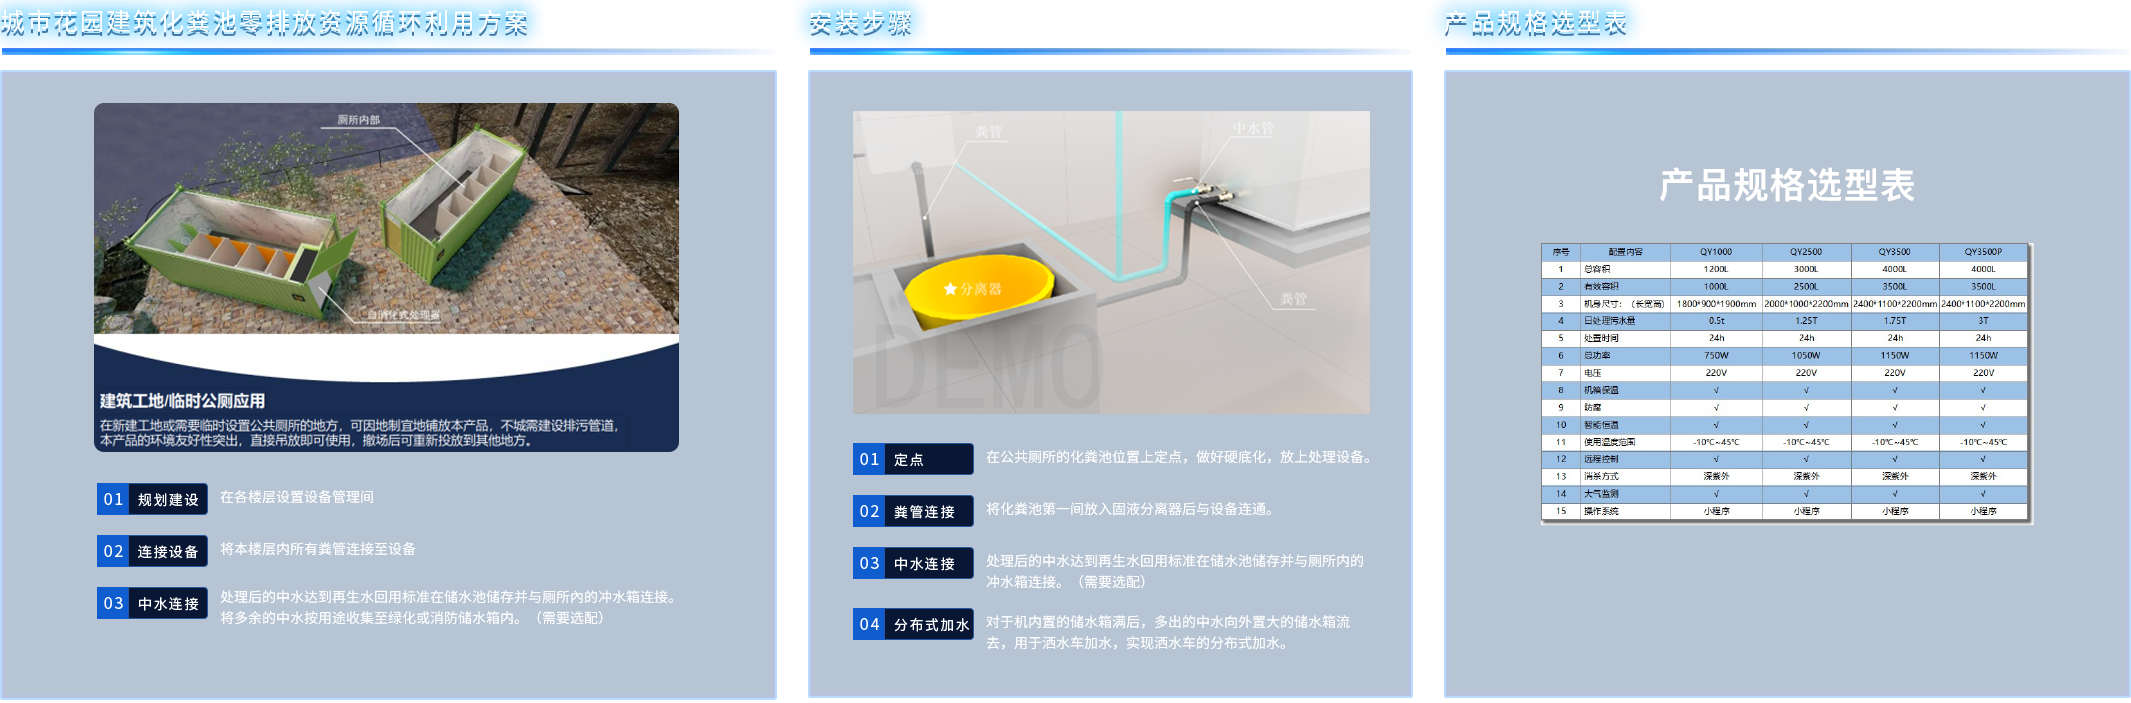 城市花园建筑化粪池零排放资源循环利用方案
厕所内部
自消化式处理器
建筑工地/临时公厕应用
在新建工地或需要临时设置公共厕所的地方，可因地制宜地铺放本产品，不城需建设排污管道，
本产品的环境友好性突出，直接吊放即可使用，撤场后可重新投放到其他地方。
01 规划建设 在各楼层设置设备管理间
02 连接设备 将本楼层内所有粪管连接至设备
03 中水连接 处理后的中水达到再生水回用标准在储水池储存并与厕所内的冲水箱连接。
将多余的中水按用途收集至绿化或消防储水箱内。（需要选配）
安装步骤
粪管
中水管
分离器
粪管
DEMO
01 定点 在公共厕所的化粪池位置上定点，做好硬底化，放上处理设备。
02 粪管连接 将化粪池第一间放入固液分离器后与设备连通。
03 中水连接 处理后的中水达到再生水回用标准在储水池储存并与厕所内的
冲水箱连接。（需要选配）
04 分布式加水 对于机内置的储水箱满后，多出的中水向外置大的储水箱流
去，用于洒水车加水，实现洒水车的分布式加水。
产品规格选型表
产品规格选型表
序号 配置内容 QY1000 QY2500 QY3500 QY3500P
1 总容积 1200L 3000L 4000L 4000L
2 有效容积 1000L 2500L 3500L 3500L
3 机身尺寸：（长宽高） 1800*900*1900mm 2000*1000*2200mm 2400*1100*2200mm 2400*1100*2200mm
4 日处理污水量 0.5t 1.25T 1.75T 3T
5 处置时间 24h 24h 24h 24h
6 总功率 750W 1050W 1150W 1150W
7 电压 220V 220V 220V 220V
8 机箱保温 √ √ √ √
9 防腐 √ √ √ √
10 智能恒温 √ √ √ √
11 使用温度范围 -10℃~45℃ -10℃~45℃ -10℃~45℃ -10℃~45℃
12 远程控制 √ √ √ √
13 消杀方式 深紫外 深紫外 深紫外 深紫外
14 大气监测 √ √ √ √
15 操作系统 小程序 小程序 小程序 小程序